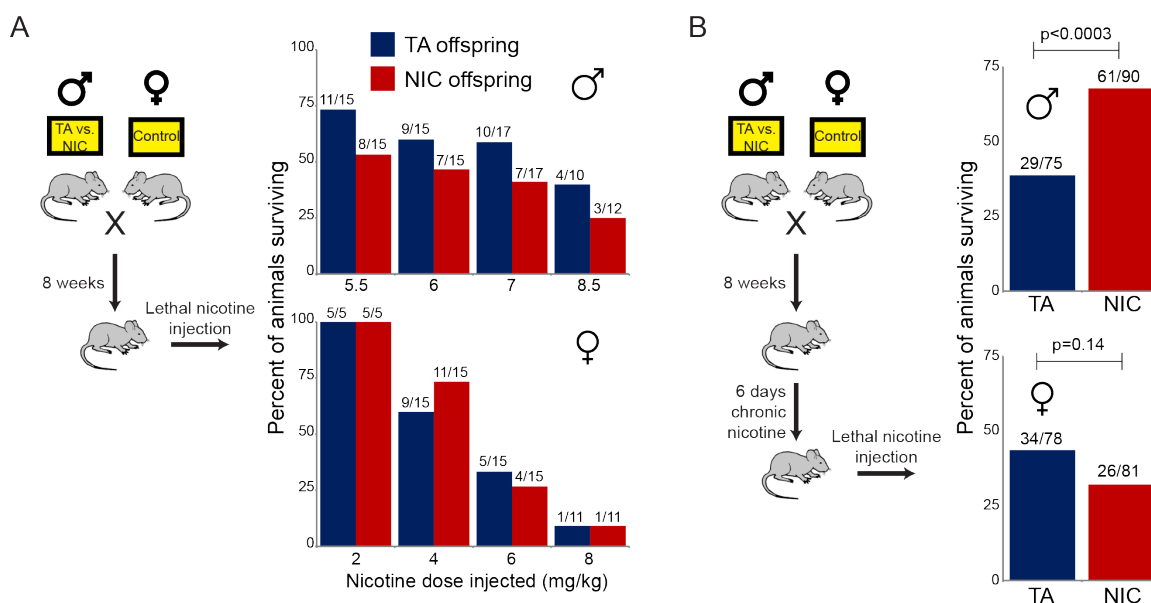 A
TA vs.
NIC
Control
X
8 weeks
Lethal nicotine
injection
TA offspring
NIC offspring
Percent of animals surviving
100
75
50
25
0
11/15
8/15
9/15
7/15
10/17
7/17
4/10
3/12
5.5
6
7
8.5
100
75
50
25
0
5/5
5/5
9/15
11/15
5/15
4/15
1/11
1/11
2
4
6
8
Nicotine dose injected (mg/kg)
B
TA vs.
NIC
Control
X
8 weeks
6 days
chronic
nicotine
Lethal nicotine
injection
Percent of animals surviving
p<0.0003
75
50
25
0
29/75
61/90
TA
NIC
p=0.14
75
50
25
0
34/78
26/81
TA
NIC